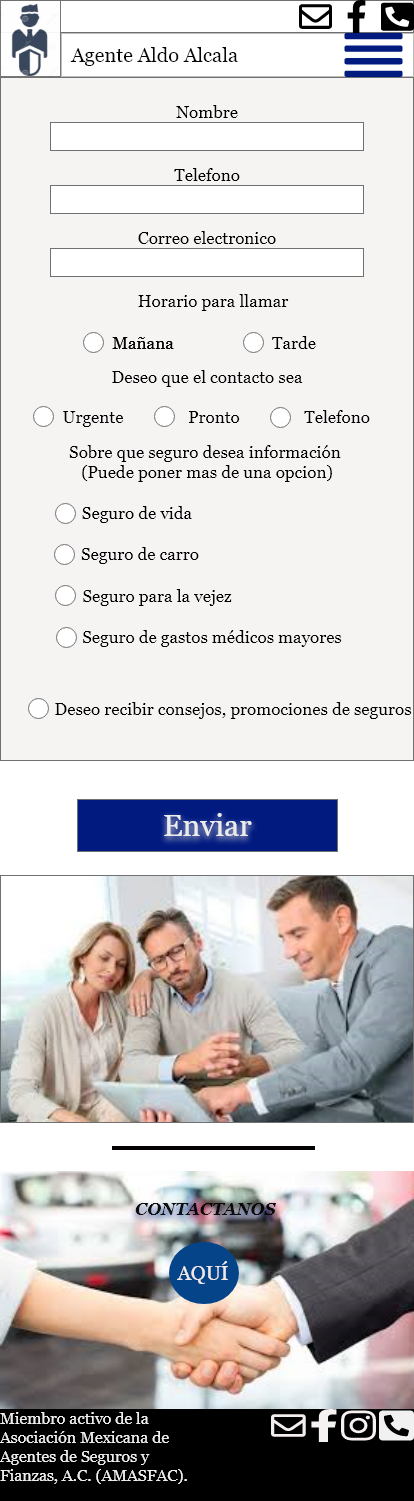 Agente Aldo Alcala
Nombre
Telefono
Correo electronico
Horario para llamar
Mañana Tarde
Deseo que el contacto sea
Urgente Pronto Telefono
Sobre que seguro desea información
(Puede poner mas de una opcion)
Seguro de vida
Seguro de carro
Seguro para la vejez
Seguro de gastos médicos mayores
Deseo recibir consejos, promociones de seguros
Enviar
CONTACTANOS
AQUÍ
Miembro activo de la
Asociación Mexicana de
Agentes de Seguros y
Fianzas, A.C. (AMASFAC).